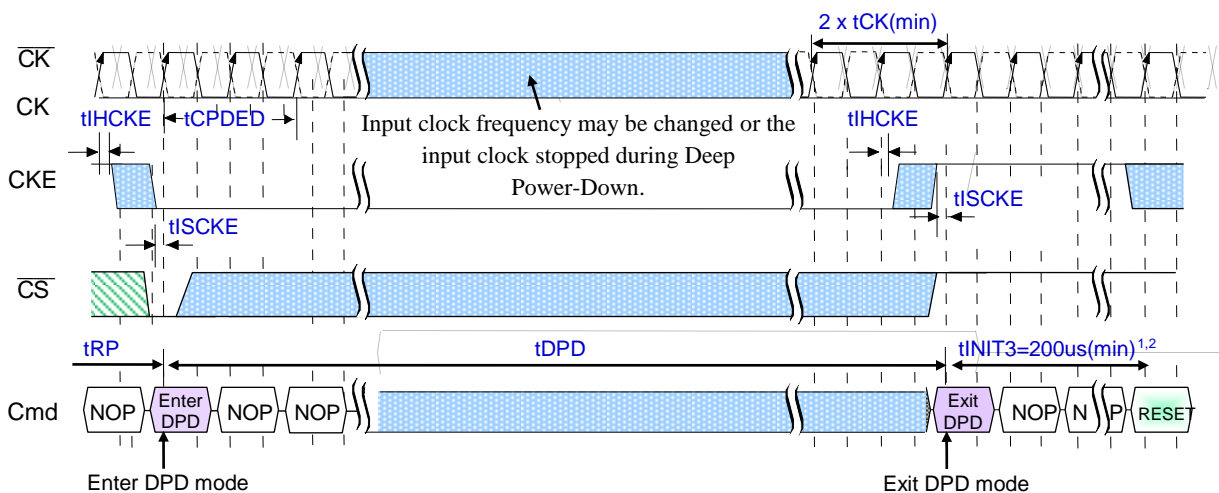 2 x tCK(min)
CK
CK
tIHCKE
tCPDED
tIHCKE
Input clock frequency may be changed or the
input clock stopped during Deep
Power-Down.
CKE
tISCKE
tISCKE
CS
tRP
tDPD
tINIT3=200us(min)1,2
Cmd
NOP
Enter
DPD
NOP
NOP
Exit
DPD
NOP
N
P
RESET
Enter DPD mode
Exit DPD mode